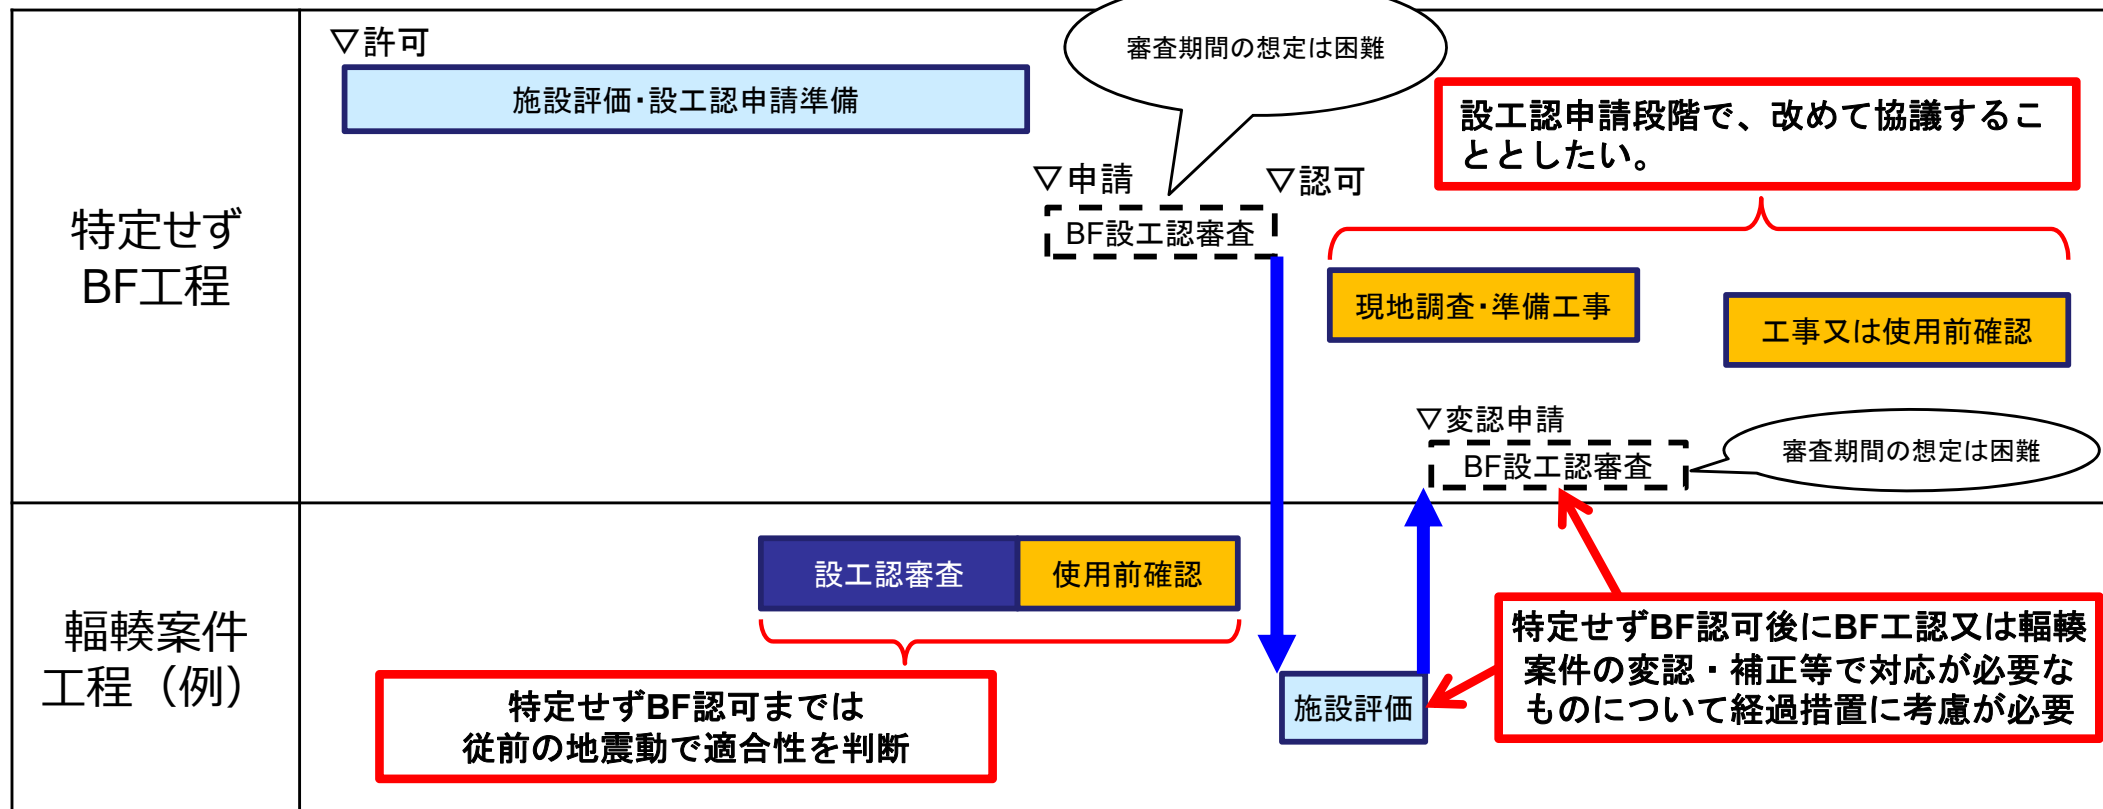 特定せず
BF工程
▽許可
施設評価・設工認申請準備
審査期間の想定は困難
▽申請
▽認可
BF設工認審査
設工認申請段階で、改めて協議するこ
ととしたい。
現地調査・準備工事
工事又は使用前確認
▽変認申請
BF設工認審査
審査期間の想定は困難
輻輳案件
工程（例）
設工認審査
使用前確認
特定せずBF認可までは
従前の地震動で適合性を判断
施設評価
特定せずBF認可後にBF工認又は輻輳
案件の変認・補正等で対応が必要な
ものについて経過措置に考慮が必要